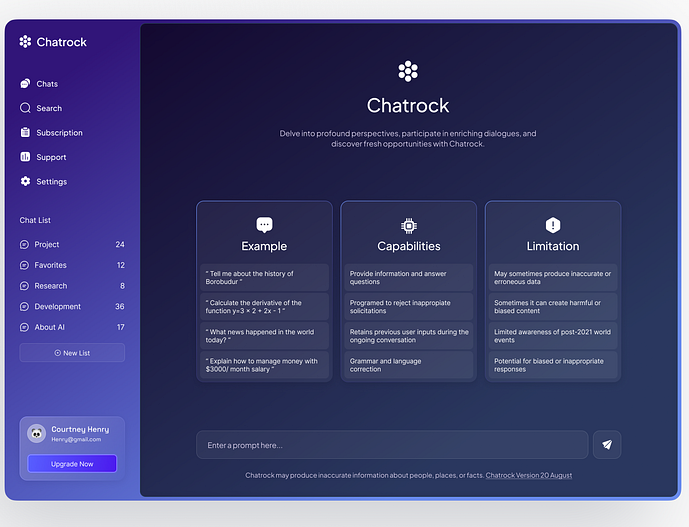 Chatrock
Chats
Search
Subscription
Support
Settings
Chat List
Project 24
Favorites 12
Research 8
Development 36
About AI 17
New List
Courtney Henry
Henry@gmail.com
Upgrade Now
Chatrock
Delve into profound perspectives, participate in enriching dialogues, and
discover fresh opportunities with Chatrock.
Example
“ Tell me about the history of
Borobudur ”
“ Calculate the derivative of the
function y=3 × 2 + 2x - 1 ”
“ What news happened in the world
today? ”
“ Explain how to manage money with
$3000/ month salary ”
Capabilities
Provide information and answer
questions
Programed to reject inappropiate
solicitations
Retains previous user inputs during the
ongoing conversation
Grammar and language
correction
Limitation
May sometimes produce inaccurate or
erroneous data
Sometimes it can create harmful or
biased content
Limited awareness of post-2021 world
events
Potential for biased or inappropriate
responses
Enter a prompt here...
Chatrock may produce inaccurate information about people, places, or facts. Chatrock Version 20 August